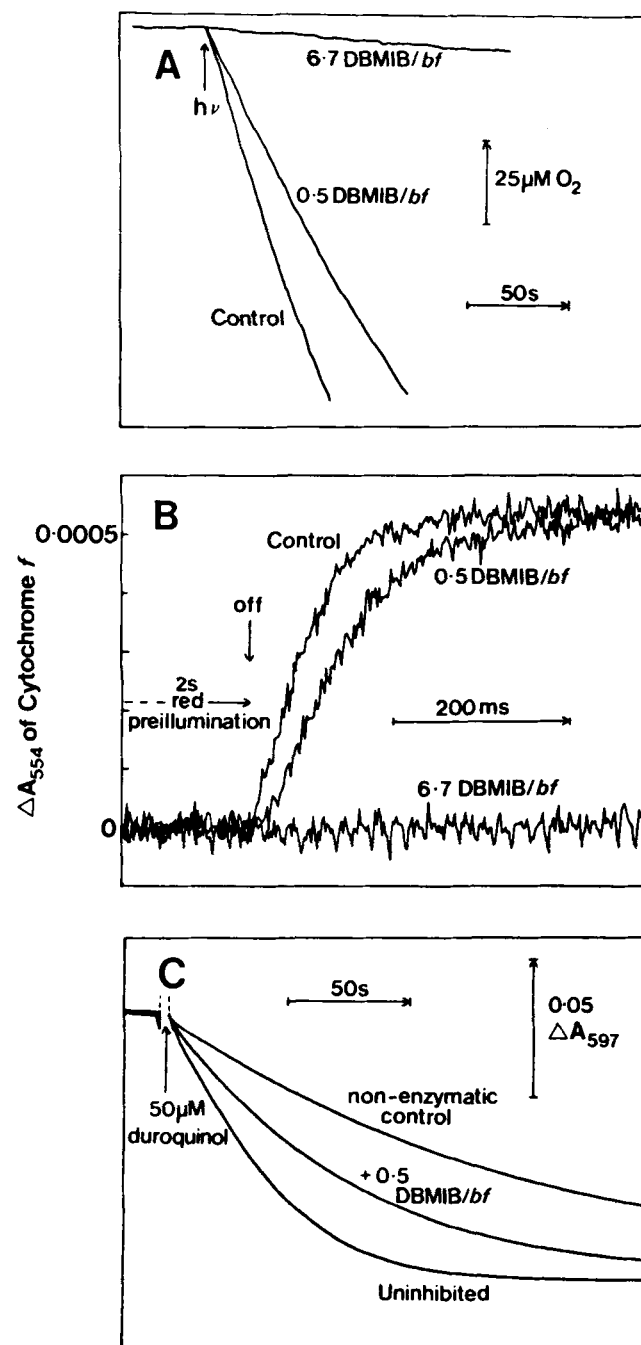 A
6·7 DBMIB/bf
hν
25μM O₂
0·5 DBMIB/bf
50s
Control
B
0·0005
Control
0·5 DBMIB/bf
off
2s
red
preillumination
200 ms
6·7 DBMIB/bf
0
ΔA₅₅₄ of Cytochrome f
C
50s
0·05
ΔA₅₉₇
non-enzymatic
control
50μM
duroquinol
+ 0·5
DBMIB/bf
Uninhibited